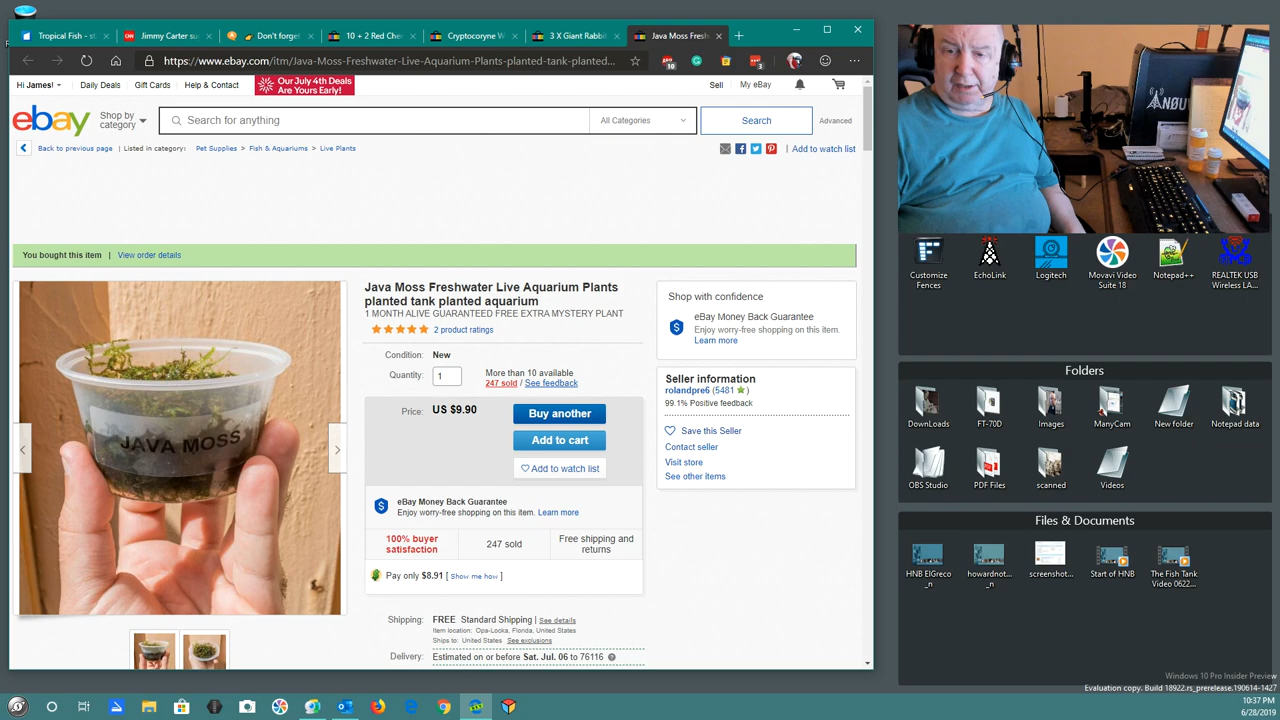 Tropical Fish - st
Jimmy Carter su
Don't forge
10 + 2 Red Che
Cryptocoryne W
3 X Giant Rabbit
Java Moss Fresh
https://www.ebay.com/itm/Java-Moss-Freshwater-Live-Aquarium-Plants-planted-tank-planted...
10
3
Hi James!
Daily Deals
Gift Cards
Help & Contact
Our July 4th Deals
Are Yours Early!
Sell
My eBay
ebay
Shop by
category
Search for anything
All Categories
Search
Advanced
Back to previous page | Listed in category: Pet Supplies > Fish & Aquariums > Live Plants
| Add to watch list
You bought this item | View order details
JAVA MOSS
Java Moss Freshwater Live Aquarium Plants
planted tank planted aquarium
1 MONTH ALIVE GUARANTEED FREE EXTRA MYSTERY PLANT
2 product ratings
Condition: New
Quantity: 1
More than 10 available
247 sold / See feedback
Price: US $9.90
Buy another
Add to cart
Add to watch list
eBay Money Back Guarantee
Enjoy worry-free shopping on this item. Learn more
100% buyer
satisfaction
247 sold
Free shipping and
returns
Pay only $8.91 [ Show me how ]
Shipping: FREE Standard Shipping | See details
Item location: Opa-Locka, Florida, United States
Ships to: United States See exclusions
Delivery: Estimated on or before Sat. Jul. 06 to 76116
Shop with confidence
eBay Money Back Guarantee
Enjoy worry-free shopping on this item.
Learn more
Seller information
rolandpre6 (5481 )
99.1% Positive feedback
Save this Seller
Contact seller
Visit store
See other items
Customize
Fences
EchoLink
Logitech
Movavi Video
Suite 18
Notepad++
REALTEK USB
Wireless LA...
Folders
DownLoads
FT-70D
Images
ManyCam
New folder
Notepad data
OBS Studio
PDF Files
scanned
Videos
Files & Documents
HNB ElGreco
_n
howardnot...
_n
screenshot...
Start of HNB
The Fish Tank
Video 0622...
Windows 10 Pro Insider Preview
Evaluation copy. Build 18922.rs_prerelease.190614-1427
10:37 PM
6/28/2019